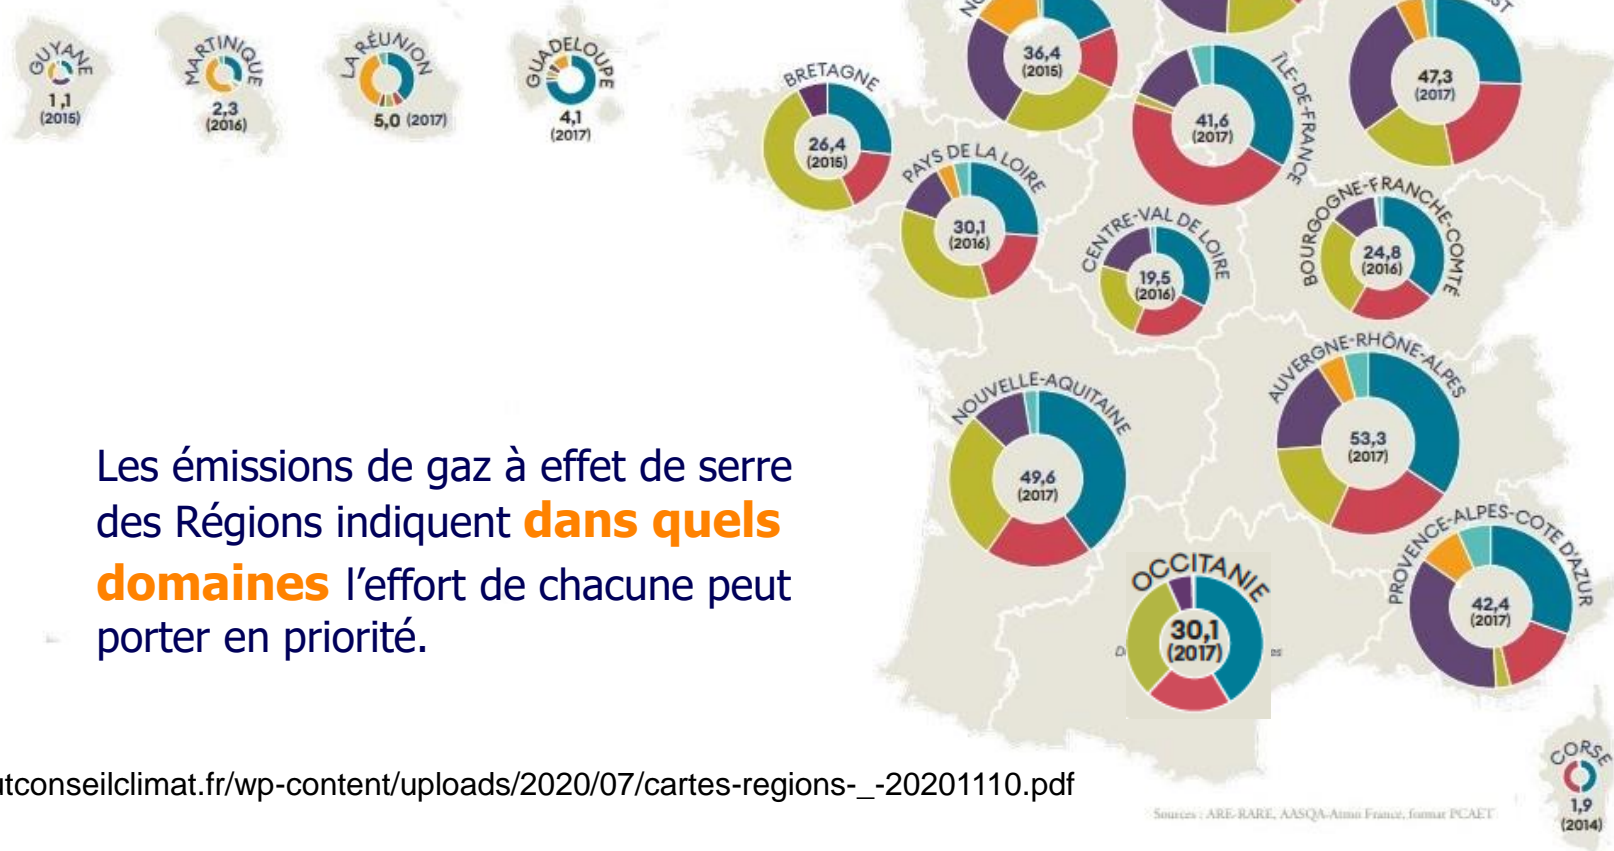 GUYANE
1,1
(2015)
MARTINIQUE
2,3
(2016)
LA RÉUNION
5,0 (2017)
GUADELOUPE
4,1
(2017)
36,4
(2015)
47,3
(2017)
ÎLE-DE-FRANCE
41,6
(2017)
BRETAGNE
26,4
(2015)
PAYS DE LA LOIRE
30,1
(2016)
CENTRE-VAL DE LOIRE
19,5
(2016)
BOURGOGNE-FRANCHE-COMTÉ
24,8
(2016)
NOUVELLE-AQUITAINE
49,6
(2017)
AUVERGNE-RHÔNE-ALPES
53,3
(2017)
Les émissions de gaz à effet de serre
des Régions indiquent dans quels
domaines l’effort de chacune peut
porter en priorité.
OCCITANIE
30,1
(2017)
PROVENCE-ALPES-COTE D'AZUR
42,4
(2017)
CORSE
1,9
(2014)
utconseilclimat.fr/wp-content/uploads/2020/07/cartes-regions-_-20201110.pdf
Sources : ARE-RARE, AASQA-Atmo France, format PCAET